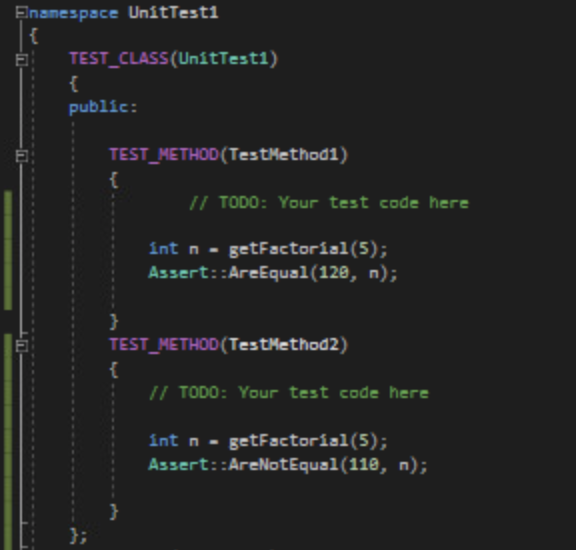 namespace UnitTest1
{
TEST_CLASS(UnitTest1)
{
public:
TEST_METHOD(TestMethod1)
{
// TODO: Your test code here
int n = getFactorial(5);
Assert::AreEqual(120, n);
}
TEST_METHOD(TestMethod2)
{
// TODO: Your test code here
int n = getFactorial(5);
Assert::AreNotEqual(110, n);
}
};